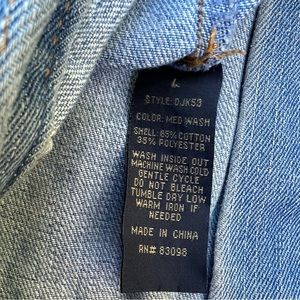 L
STYLE: DJK53
COLOR: MED WASH
SHELL: 65% COTTON
35% POLYESTER
WASH INSIDE OUT
MACHINE WASH COLD
GENTLE CYCLE
DO NOT BLEACH
TUMBLE DRY LOW
WARM IRON IF
NEEDED
MADE IN CHINA
RN# 83098